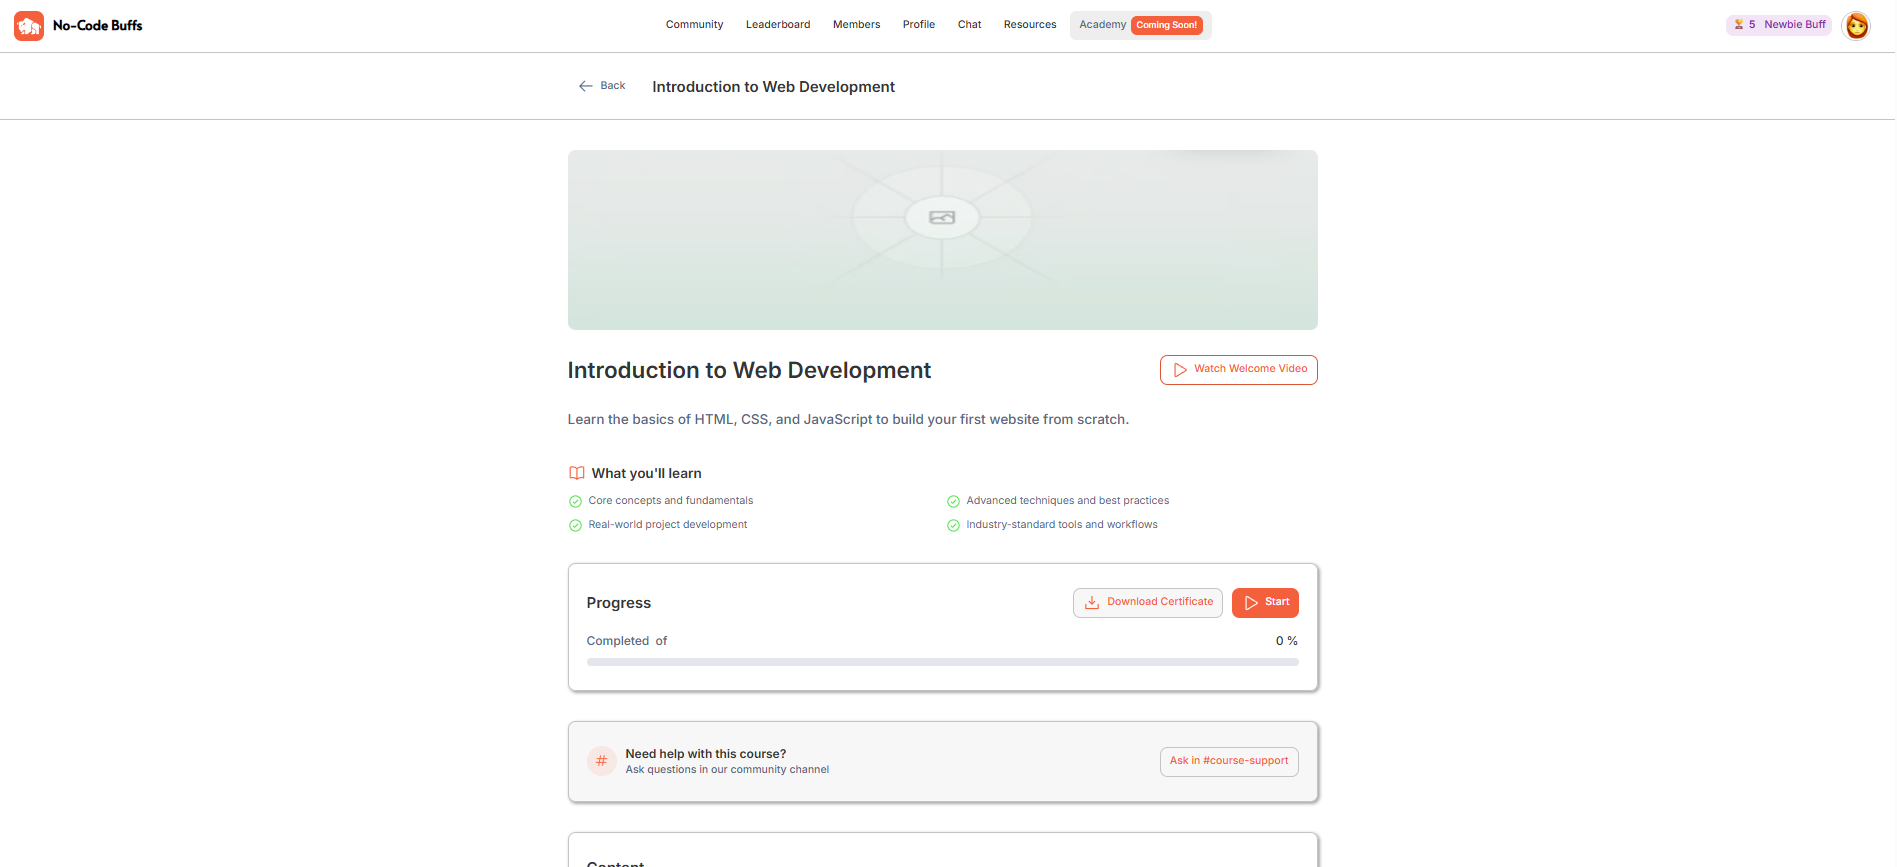 No-Code Buffs
Community Leaderboard Members Profile Chat Resources Academy Coming Soon!
5 Newbie Buff
Back Introduction to Web Development
Introduction to Web Development
Watch Welcome Video
Learn the basics of HTML, CSS, and JavaScript to build your first website from scratch.
What you'll learn
Core concepts and fundamentals
Advanced techniques and best practices
Real-world project development
Industry-standard tools and workflows
Progress
Download Certificate
Start
Completed of
0 %
#
Need help with this course?
Ask questions in our community channel
Ask in #course-support
Content